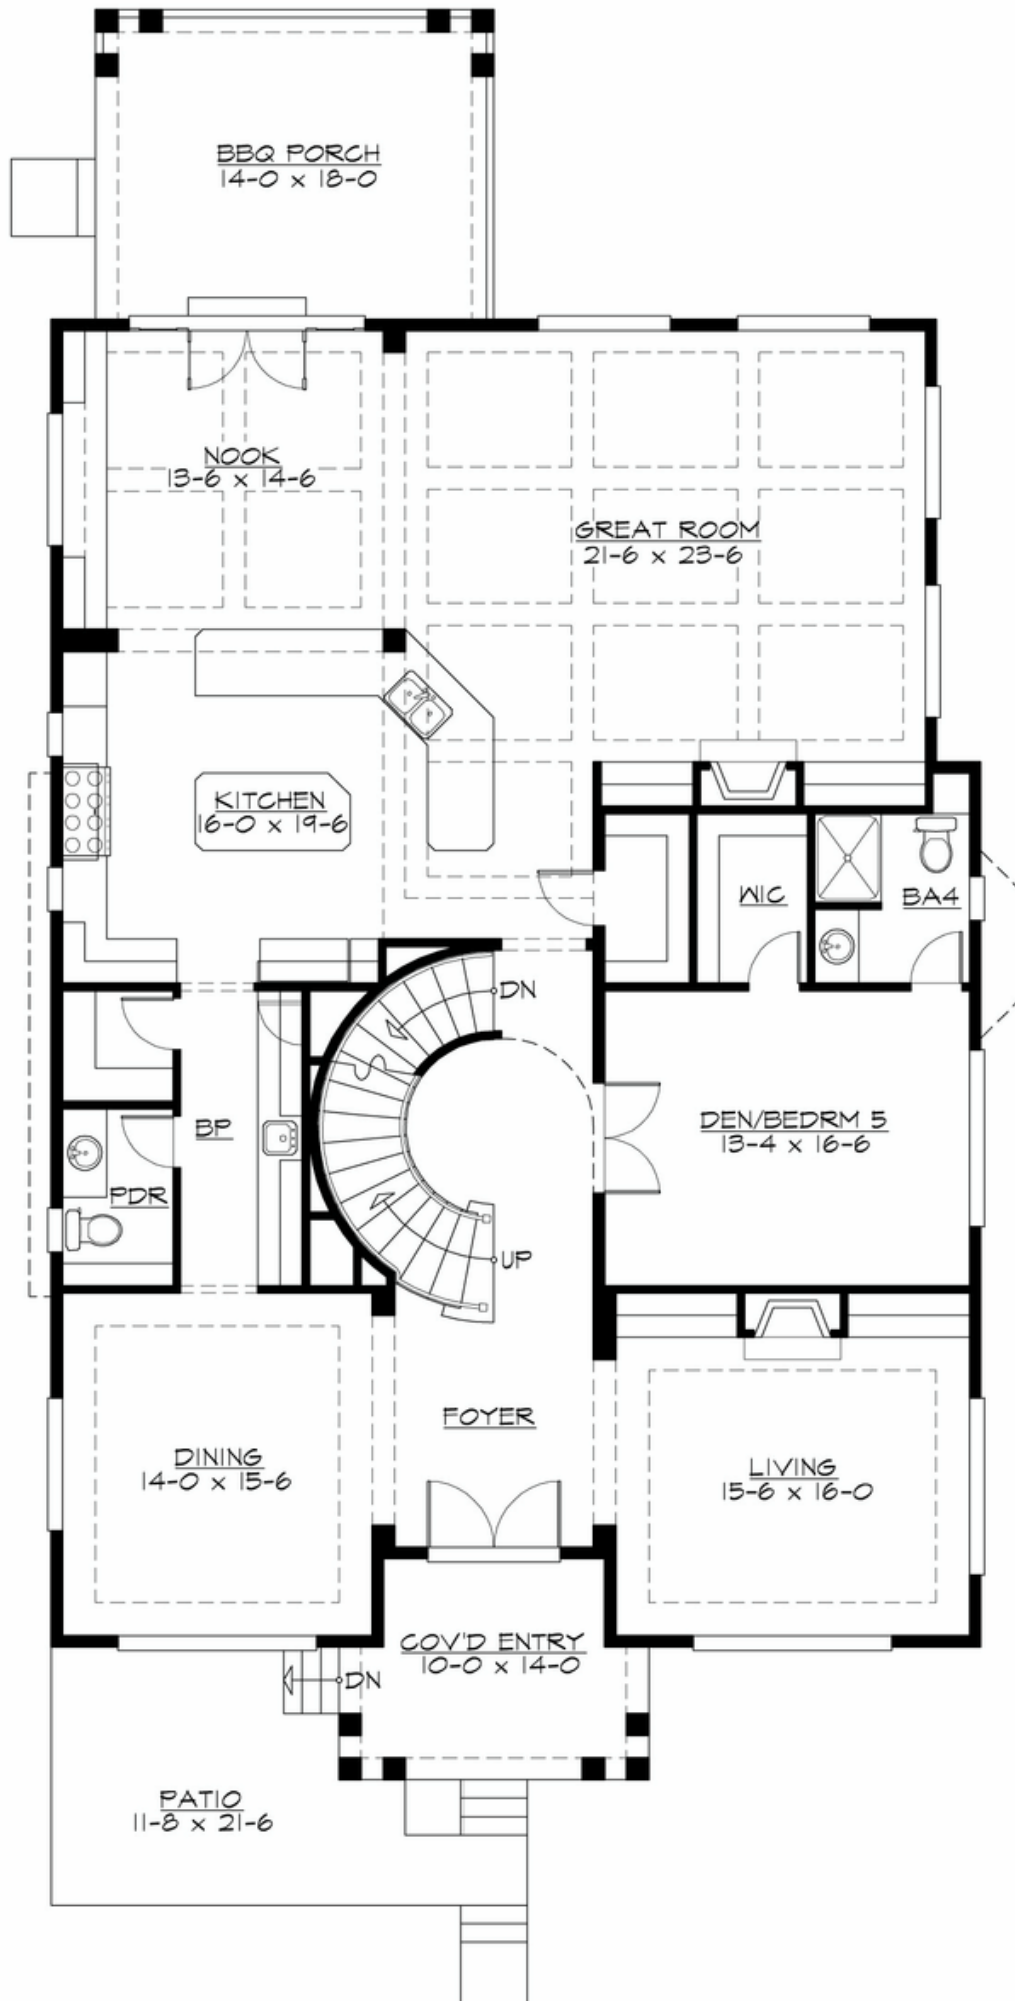 BBQ PORCH
14-0 x 18-0
NOOK
13-6 x 14-6
GREAT ROOM
21-6 x 23-6
KITCHEN
16-0 x 19-6
WIC
BA4
DN
BP
DEN/BEDRM 5
13-4 x 16-6
PDR
UP
FOYER
DINING
14-0 x 15-6
LIVING
15-6 x 16-0
COV'D ENTRY
10-0 x 14-0
DN
PATIO
11-8 x 21-6